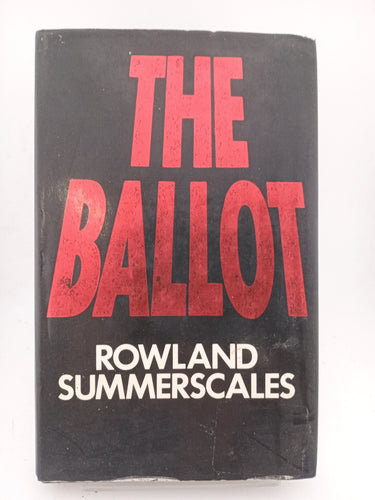 THE
BALLOT
ROWLAND
SUMMERSCALES